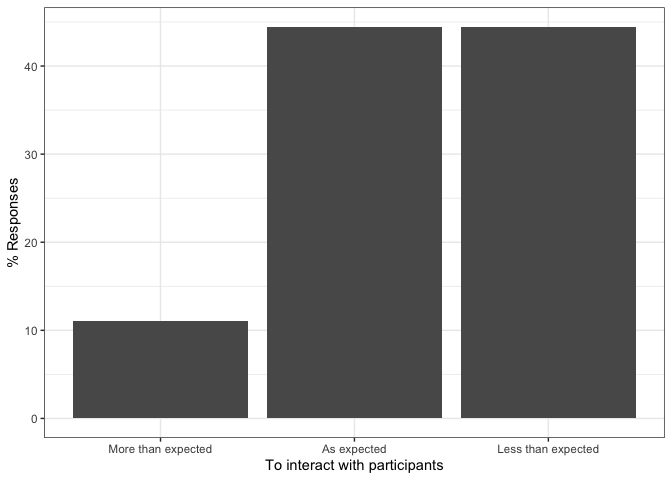 % Responses
40
30
20
10
0
More than expected
As expected
Less than expected
To interact with participants